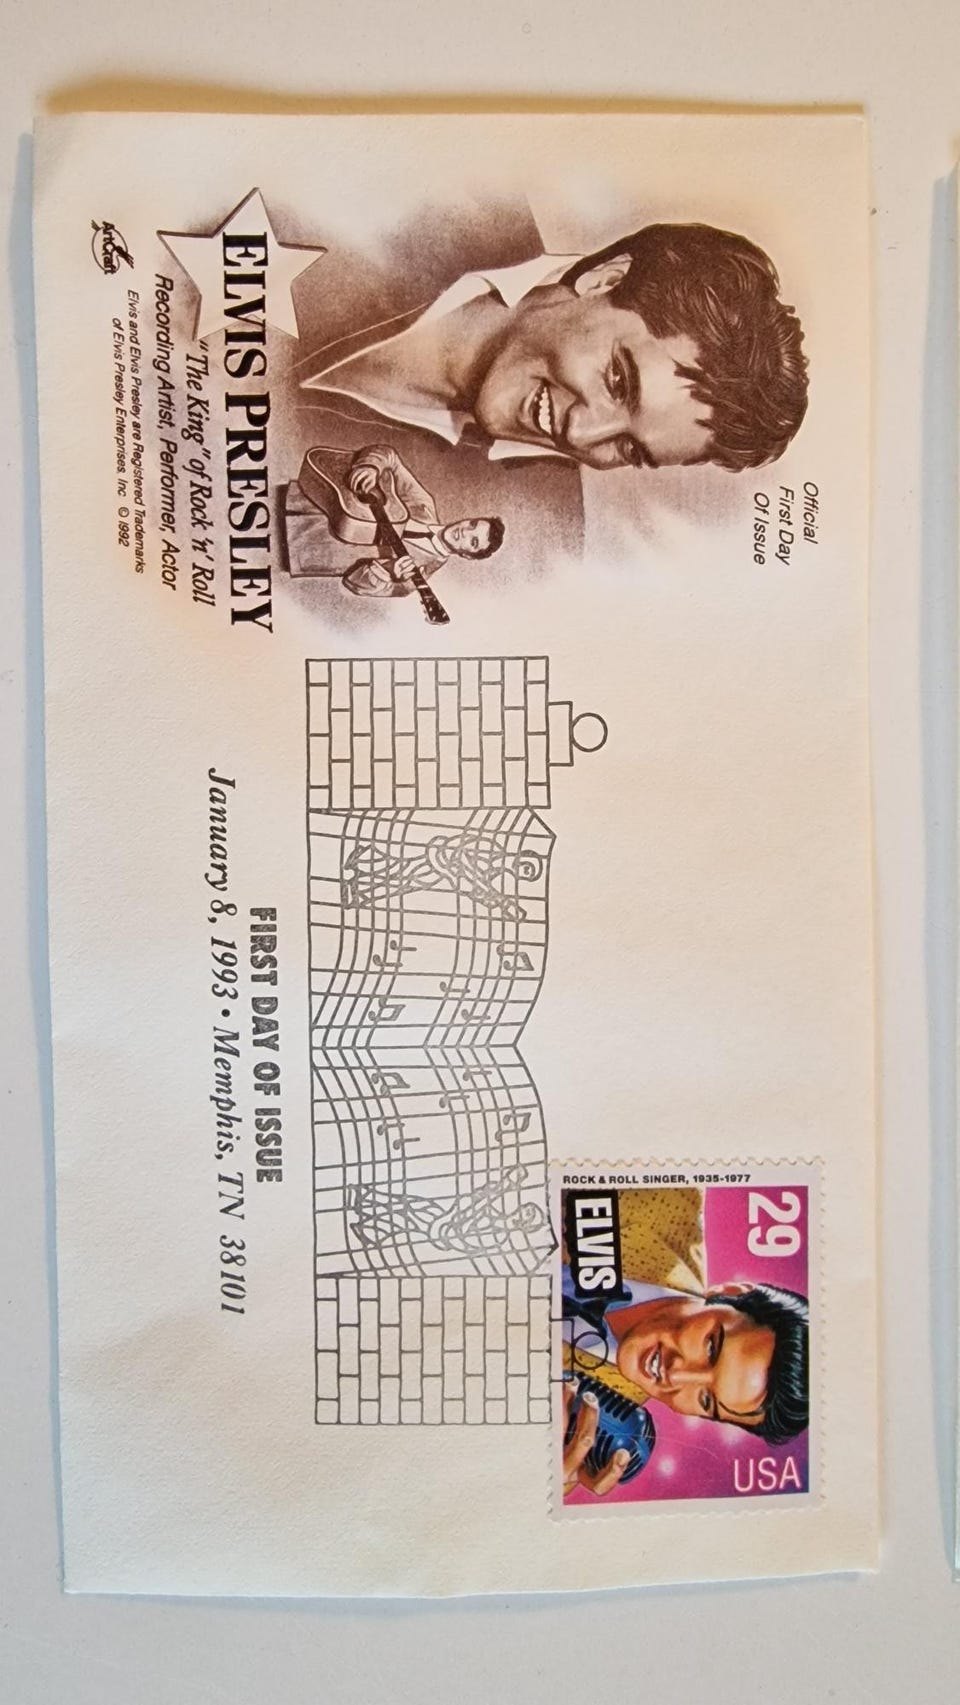 Official
First Day
Of Issue
ELVIS PRESLEY
"The King" of Rock 'n' Roll
Recording Artist, Performer, Actor
Elvis and Elvis Presley are Registered Trademarks
of Elvis Presley Enterprises, Inc. © 1992
ArtCraft
FIRST DAY OF ISSUE
January 8, 1993 • Memphis, TN 38101
29
USA
ROCK & ROLL SINGER, 1935-1977
ELVIS